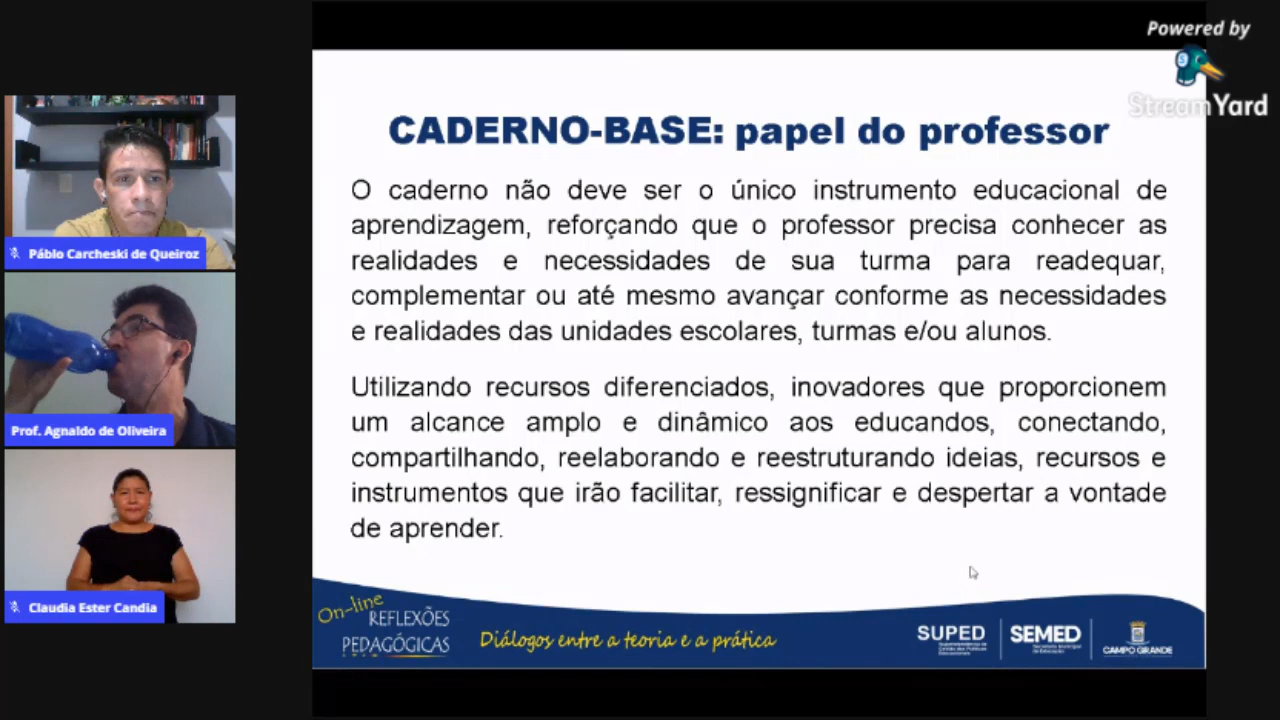 Powered by
StreamYard
CADERNO-BASE: papel do professor
O caderno não deve ser o único instrumento educacional de
aprendizagem, reforçando que o professor precisa conhecer as
realidades e necessidades de sua turma para readequar,
complementar ou até mesmo avançar conforme as necessidades
e realidades das unidades escolares, turmas e/ou alunos.
Utilizando recursos diferenciados, inovadores que proporcionem
um alcance amplo e dinâmico aos educandos, conectando,
compartilhando, reelaborando e reestruturando ideias, recursos e
instrumentos que irão facilitar, ressignificar e despertar a vontade
de aprender.
Páblo Carcheski de Queiroz
Prof. Agnaldo de Oliveira
Claudia Ester Candia
On-line
REFLEXÕES
PEDAGÓGICAS
Diálogos entre a teoria e a prática
SUPED
SEMED
CAMPO GRANDE